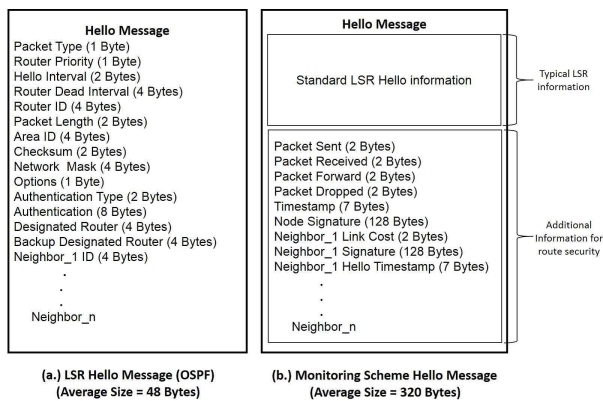 Hello Message
Packet Type (1 Byte)
Router Priority (1 Byte)
Hello Interval (2 Bytes)
Router Dead Interval (4 Bytes)
Router ID (4 Bytes)
Packet Length (2 Bytes)
Area ID (4 Bytes)
Checksum (2 Bytes)
Network Mask (4 Bytes)
Options (1 Byte)
Authentication Type (2 Bytes)
Authentication (8 Bytes)
Designated Router (4 Bytes)
Backup Designated Router (4 Bytes)
Neighbor_1 ID (4 Bytes)
.
.
.
Neighbor_n
(a.) LSR Hello Message (OSPF)
(Average Size = 48 Bytes)
Hello Message
Standard LSR Hello information
Typical LSR
information
Packet Sent (2 Bytes)
Packet Received (2 Bytes)
Packet Forward (2 Bytes)
Packet Dropped (2 Bytes)
Timestamp (7 Bytes)
Node Signature (128 Bytes)
Neighbor_1 Link Cost (2 Bytes)
Neighbor_1 Signature (128 Bytes)
Neighbor_1 Hello Timestamp (7 Bytes)
.
.
.
Neighbor_n
Additional
Information for
route security
(b.) Monitoring Scheme Hello Message
(Average Size = 320 Bytes)